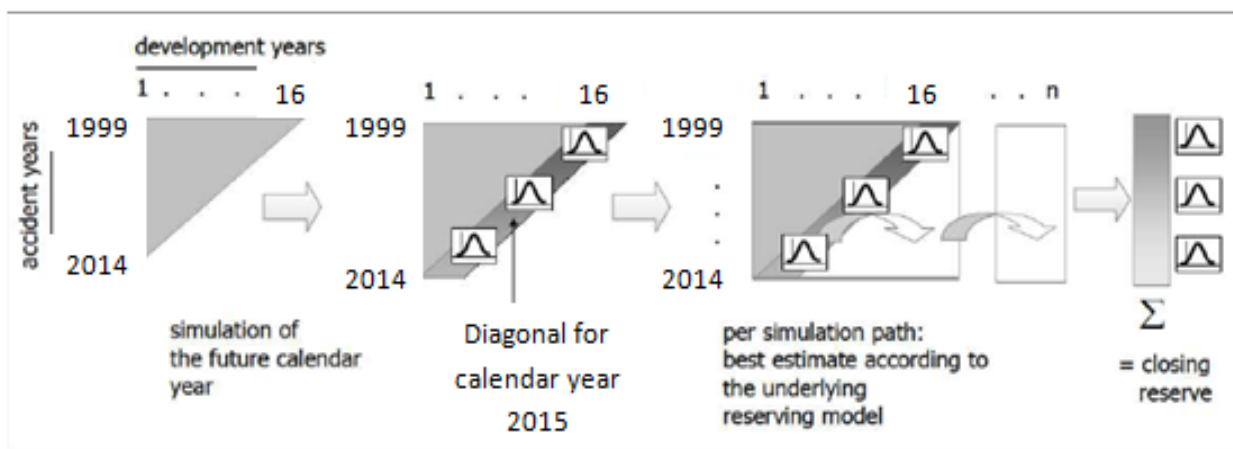 development years
1 . . . 16
1999
accident years
2014
simulation of
the future calendar
year
1 . . . 16
1999
2014
Diagonal for
calendar year
2015
1 . . . 16 . . n
1999
.
.
.
2014
per simulation path:
best estimate according to
the underlying
reserving model
Σ
= closing
reserve